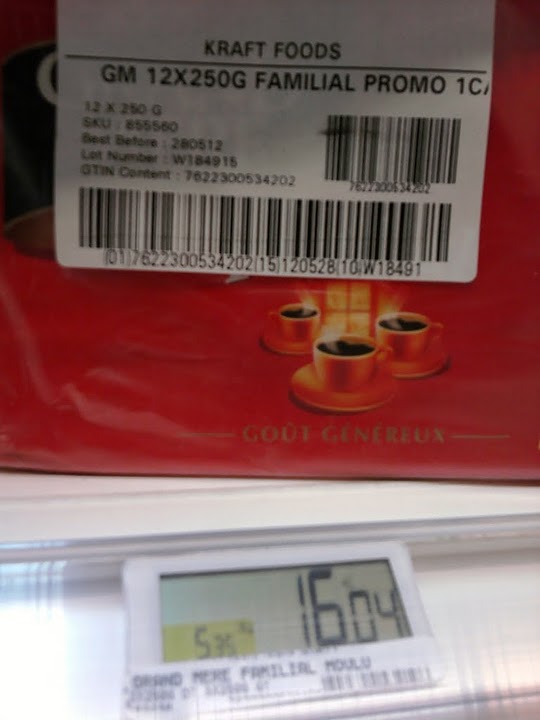 KRAFT FOODS
GM 12X250G FAMILIAL PROMO 1C
12 X 250 G
SKU : 855560
Best Before : 280512
Lot Number : W184915
GTIN Content : 7622300534202
7622300534202
(01)7622300534202(15)120528(10)W18491
GOÛT GÉNÉREUX
16.04
5.35
GRAND MERE FAMILIAL MOULU